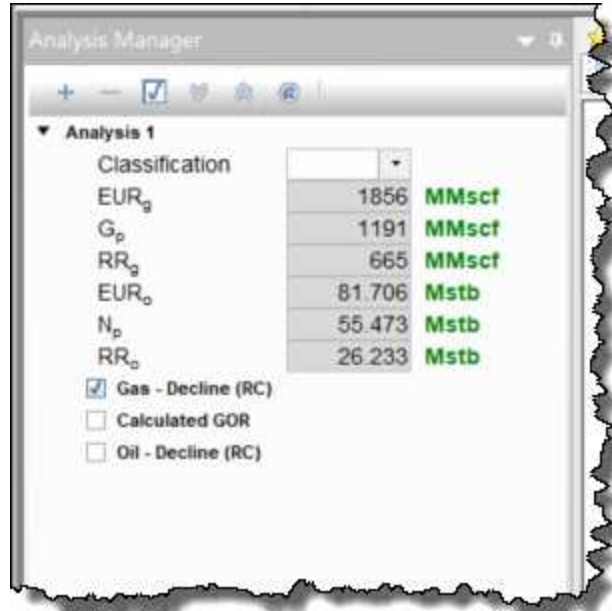 Analysis Manager
Analysis 1
Classification
EURg 1856 MMscf
Gp 1191 MMscf
RRg 665 MMscf
EURo 81.706 Mstb
Np 55.473 Mstb
RRo 26.233 Mstb
Gas - Decline (RC)
Calculated GOR
Oil - Decline (RC)